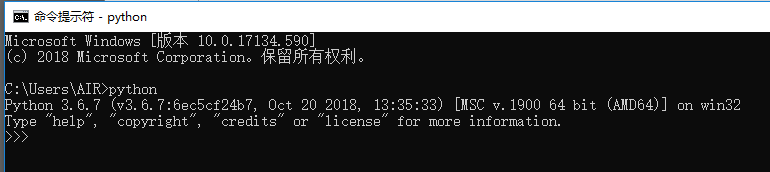 命令提示符 - python
Microsoft Windows [版本 10.0.17134.590]
(c) 2018 Microsoft Corporation。保留所有权利。
C:\Users\AIR>python
Python 3.6.7 (v3.6.7:6ec5cf24b7, Oct 20 2018, 13:35:33) [MSC v.1900 64 bit (AMD64)] on win32
Type "help", "copyright", "credits" or "license" for more information.
>>>